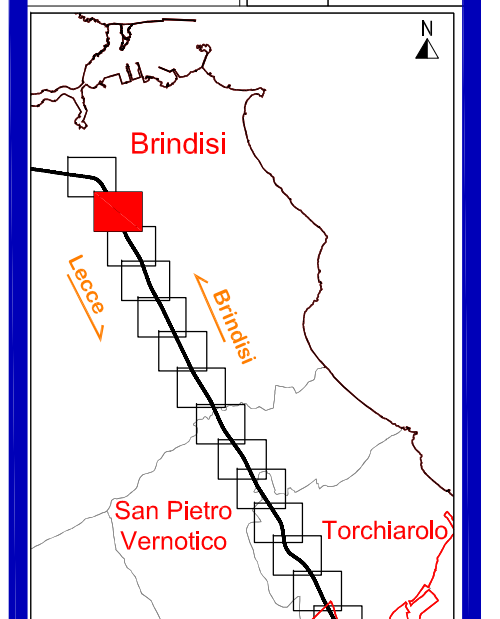 N
Brindisi
Lecce
Brindisi
San Pietro
Vernotico
Torchiarolo